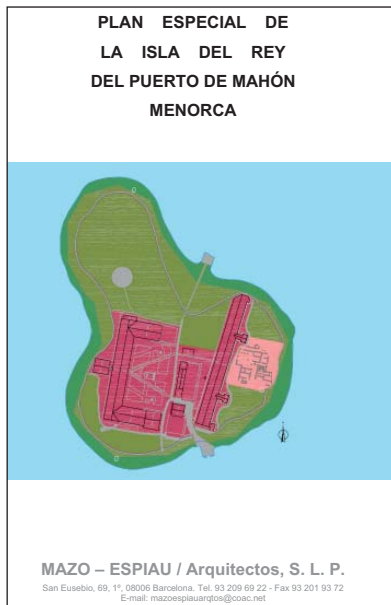 PLAN ESPECIAL DE
LA ISLA DEL REY
DEL PUERTO DE MAHÓN
MENORCA
MAZO – ESPIAU / Arquitectos, S. L. P.
San Eusebio, 69, 1º, 08006 Barcelona. Tel. 93 209 69 22 - Fax 93 201 93 72
E-mail: mazoespiauarqtos@coac.net